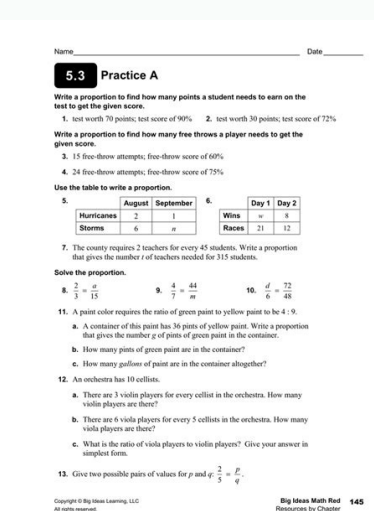 Name Date
5.3 Practice A
Write a proportion to find how many points a student needs to earn on the
test to get the given score.
1. test worth 70 points; test score of 90% 2. test worth 30 points; test score of 72%
Write a proportion to find how many free throws a player needs to get the
given score.
3. 15 free-throw attempts; free-throw score of 60%
4. 24 free-throw attempts; free-throw score of 75%
Use the table to write a proportion.
5. August September 6. Day 1 Day 2
Hurricanes 2 1 Wins w 8
Storms 6 n Races 21 12
7. The county requires 2 teachers for every 45 students. Write a proportion
that gives the number t of teachers needed for 315 students.
Solve the proportion.
8. 2/3 = a/15 9. 4/7 = 44/m 10. d/6 = 72/48
11. A paint color requires the ratio of green paint to yellow paint to be 4 : 9.
a. A container of this paint has 36 pints of yellow paint. Write a proportion
that gives the number g of pints of green paint in the container.
b. How many pints of green paint are in the container?
c. How many gallons of paint are in the container altogether?
12. An orchestra has 10 cellists.
a. There are 3 violin players for every cellist in the orchestra. How many
violin players are there?
b. There are 6 viola players for every 5 cellists in the orchestra. How many
viola players are there?
c. What is the ratio of viola players to violin players? Give your answer in
simplest form.
13. Give two possible pairs of values for p and q: 2/5 = p/q.
Copyright © Big Ideas Learning, LLC Big Ideas Math Red 145
All rights reserved. Resources by Chapter